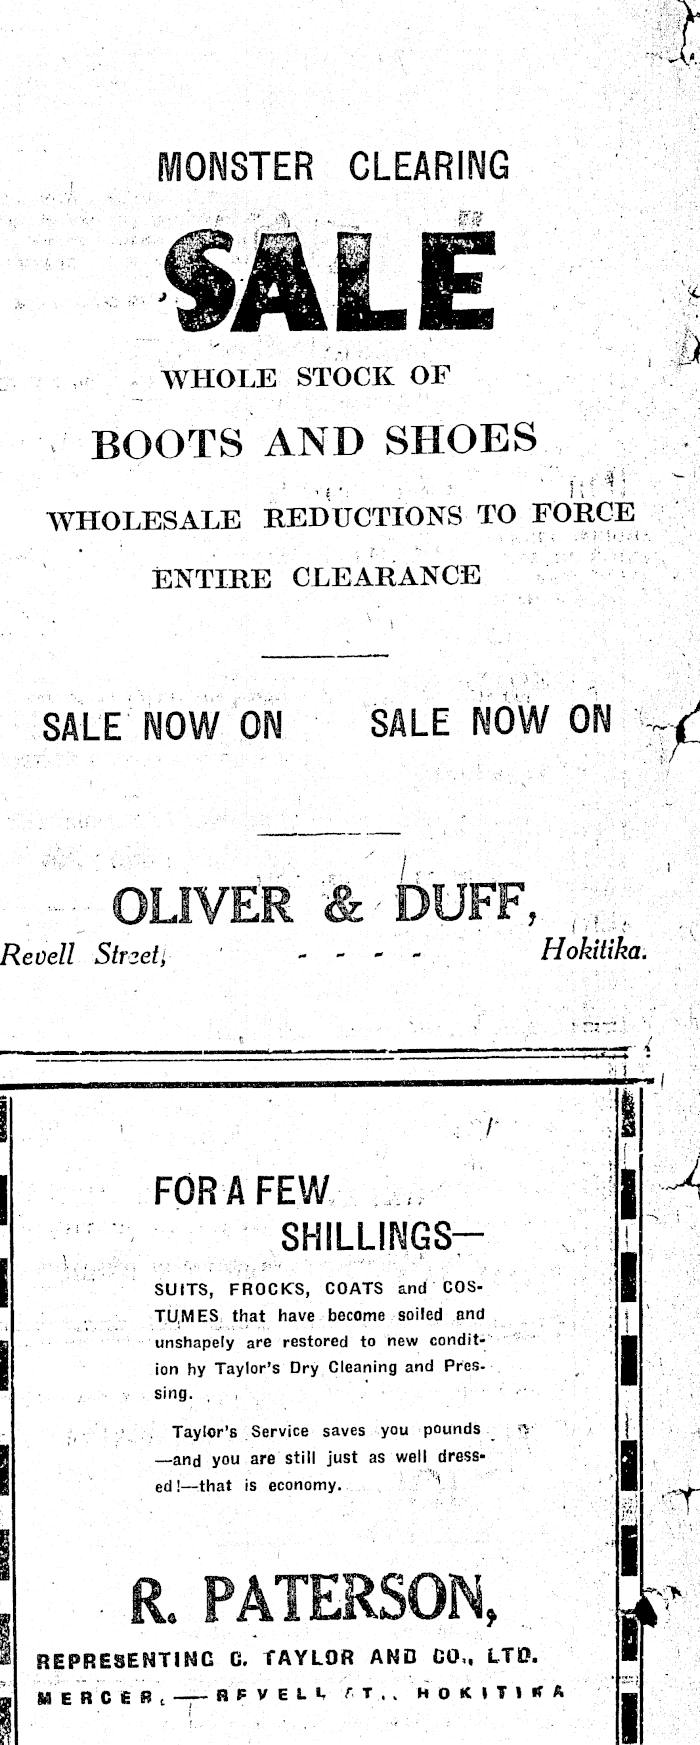 MONSTER CLEARING
SALE
WHOLE STOCK OF
BOOTS AND SHOES
WHOLESALE REDUCTIONS TO FORCE
ENTIRE CLEARANCE
SALE NOW ON SALE NOW ON
OLIVER & DUFF,
Revell Street, - - - - Hokitika.
FOR A FEW
SHILLINGS—
SUITS, FROCKS, COATS and COS-
TUMES that have become soiled and
unshapely are restored to new condit-
ion by Taylor's Dry Cleaning and Pres-
sing.
Taylor's Service saves you pounds
—and you are still just as well dress-
ed!—that is economy.
R. PATERSON,
REPRESENTING C. TAYLOR AND CO., LTD.
MERCER, — REVELL ST., HOKITIKA